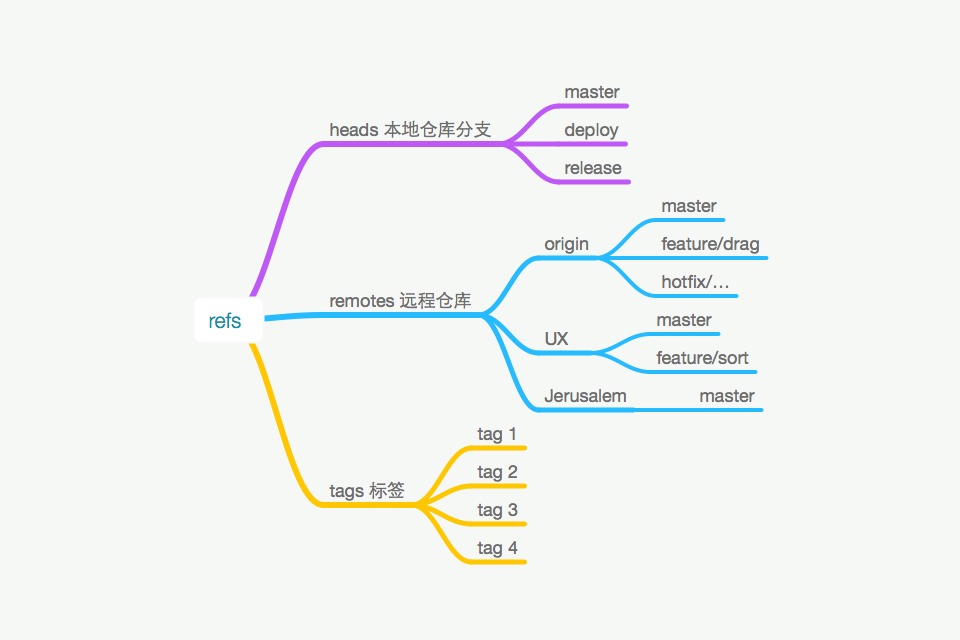 refs
heads 本地仓库分支
master
deploy
release
remotes 远程仓库
origin
master
feature/drag
hotfix/...
UX
master
feature/sort
Jerusalem
master
tags 标签
tag 1
tag 2
tag 3
tag 4